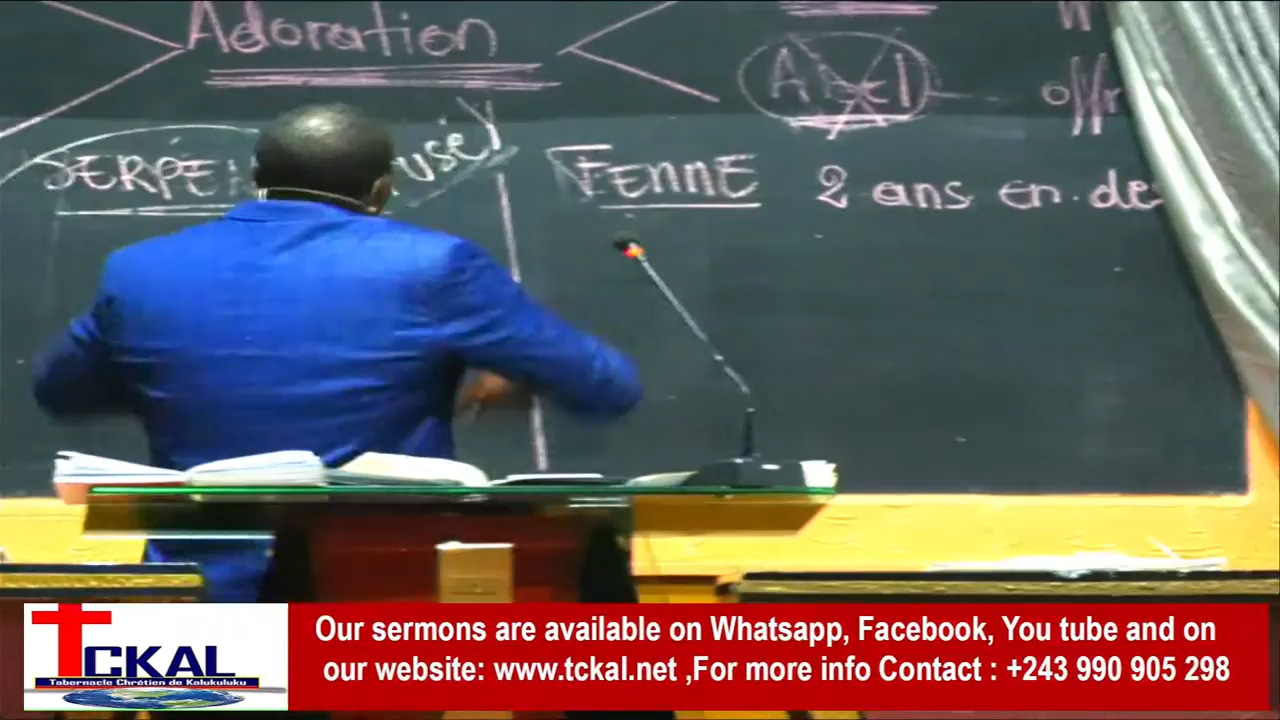 Adoration
Abel
offr
SERPEN
FEMME 2 ans en de
TCKAL
Tabernacle Chrétien de Kolukuluku
Our sermons are available on Whatsapp, Facebook, You tube and on
our website: www.tckal.net ,For more info Contact : +243 990 905 298